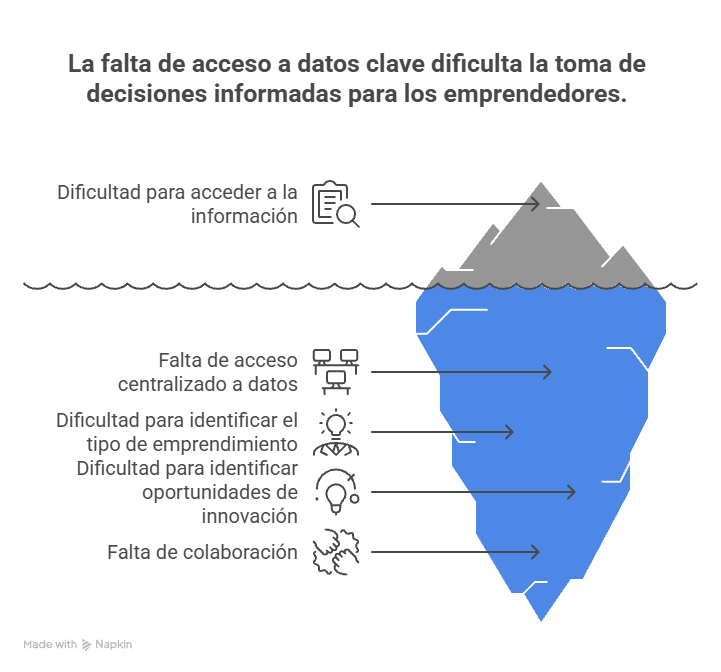 La falta de acceso a datos clave dificulta la toma de
decisiones informadas para los emprendedores.
Dificultad para acceder a la
información
Falta de acceso
centralizado a datos
Dificultad para identificar el
tipo de emprendimiento
Dificultad para identificar
oportunidades de
innovación
Falta de colaboración
Made with Napkin